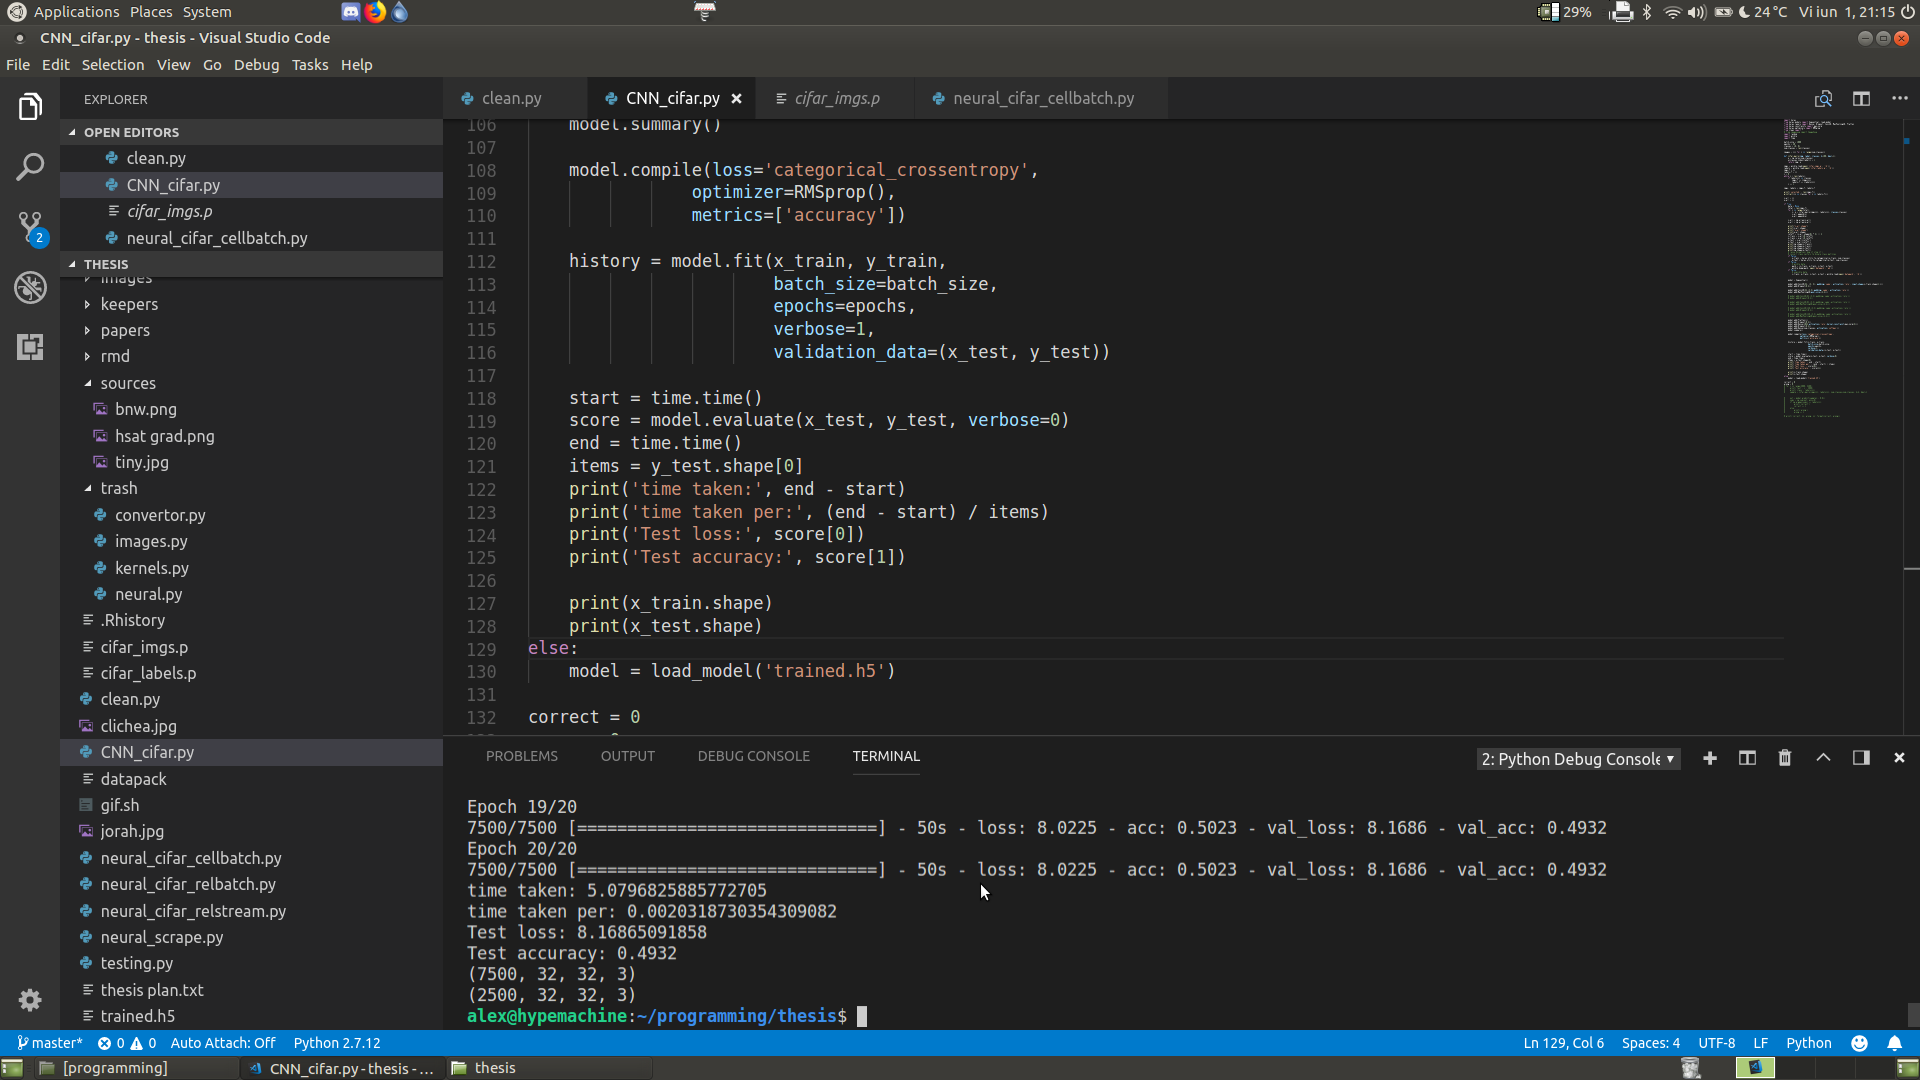 Applications Places System
29% 24 °C Vi iun 1, 21:15
CNN_cifar.py - thesis - Visual Studio Code
File Edit Selection View Go Debug Tasks Help
EXPLORER
OPEN EDITORS
clean.py
CNN_cifar.py
cifar_imgs.p
neural_cifar_cellbatch.py
2
THESIS
images
keepers
papers
rmd
sources
bnw.png
hsat grad.png
tiny.jpg
trash
convertor.py
images.py
kernels.py
neural.py
.Rhistory
cifar_imgs.p
cifar_labels.p
clean.py
clichea.jpg
CNN_cifar.py
datapack
gif.sh
jorah.jpg
neural_cifar_cellbatch.py
neural_cifar_relbatch.py
neural_cifar_relstream.py
neural_scrape.py
testing.py
thesis plan.txt
trained.h5
clean.py CNN_cifar.py cifar_imgs.p neural_cifar_cellbatch.py
106 model.summary()
107
108 model.compile(loss='categorical_crossentropy',
109 optimizer=RMSprop(),
110 metrics=['accuracy'])
111
112 history = model.fit(x_train, y_train,
113 batch_size=batch_size,
114 epochs=epochs,
115 verbose=1,
116 validation_data=(x_test, y_test))
117
118 start = time.time()
119 score = model.evaluate(x_test, y_test, verbose=0)
120 end = time.time()
121 items = y_test.shape[0]
122 print('time taken:', end - start)
123 print('time taken per:', (end - start) / items)
124 print('Test loss:', score[0])
125 print('Test accuracy:', score[1])
126
127 print(x_train.shape)
128 print(x_test.shape)
129 else:
130 model = load_model('trained.h5')
131
132 correct = 0
PROBLEMS OUTPUT DEBUG CONSOLE TERMINAL
2: Python Debug Console
Epoch 19/20
7500/7500 [==============================] - 50s - loss: 8.0225 - acc: 0.5023 - val_loss: 8.1686 - val_acc: 0.4932
Epoch 20/20
7500/7500 [==============================] - 50s - loss: 8.0225 - acc: 0.5023 - val_loss: 8.1686 - val_acc: 0.4932
time taken: 5.0796825885772705
time taken per: 0.0020318730354309082
Test loss: 8.16865091858
Test accuracy: 0.4932
(7500, 32, 32, 3)
(2500, 32, 32, 3)
alex@hypemachine:~/programming/thesis$
master* 0 0 Auto Attach: Off Python 2.7.12
Ln 129, Col 6 Spaces: 4 UTF-8 LF Python
[programming] CNN_cifar.py - thesis - ... thesis